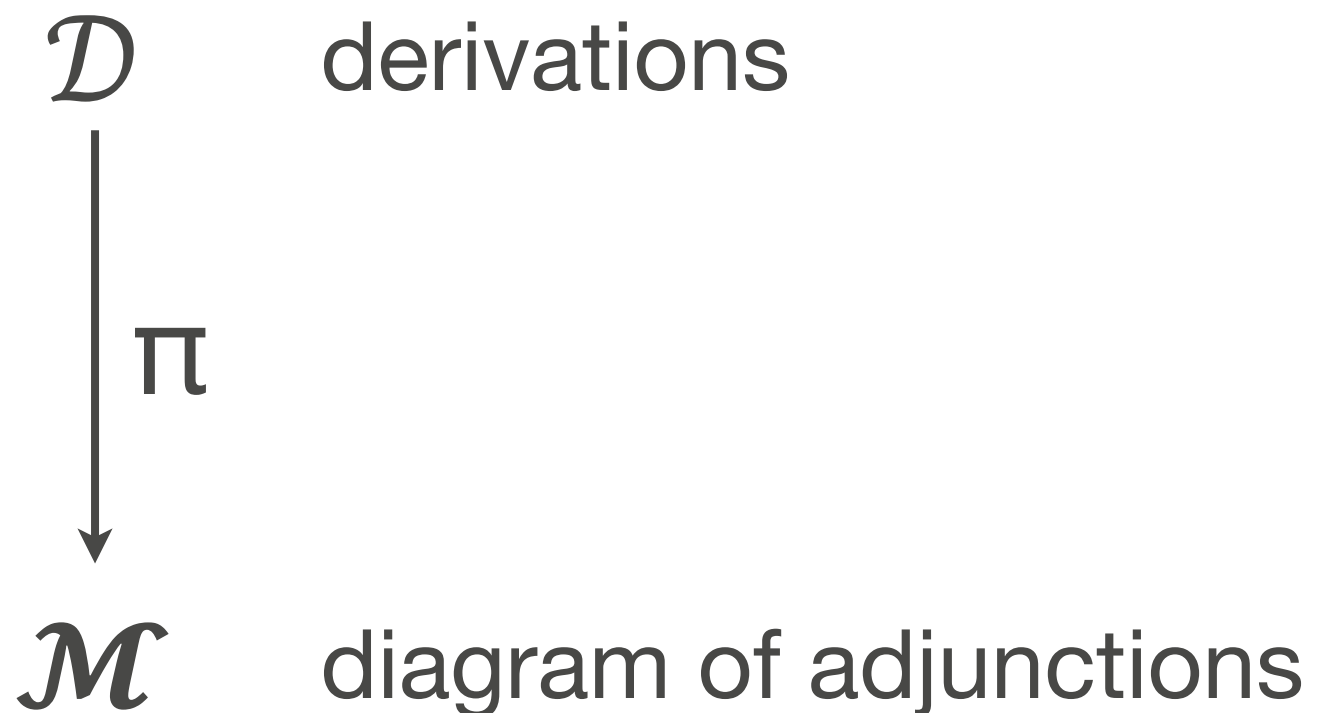 𝒟 derivations
π
ℳ diagram of adjunctions